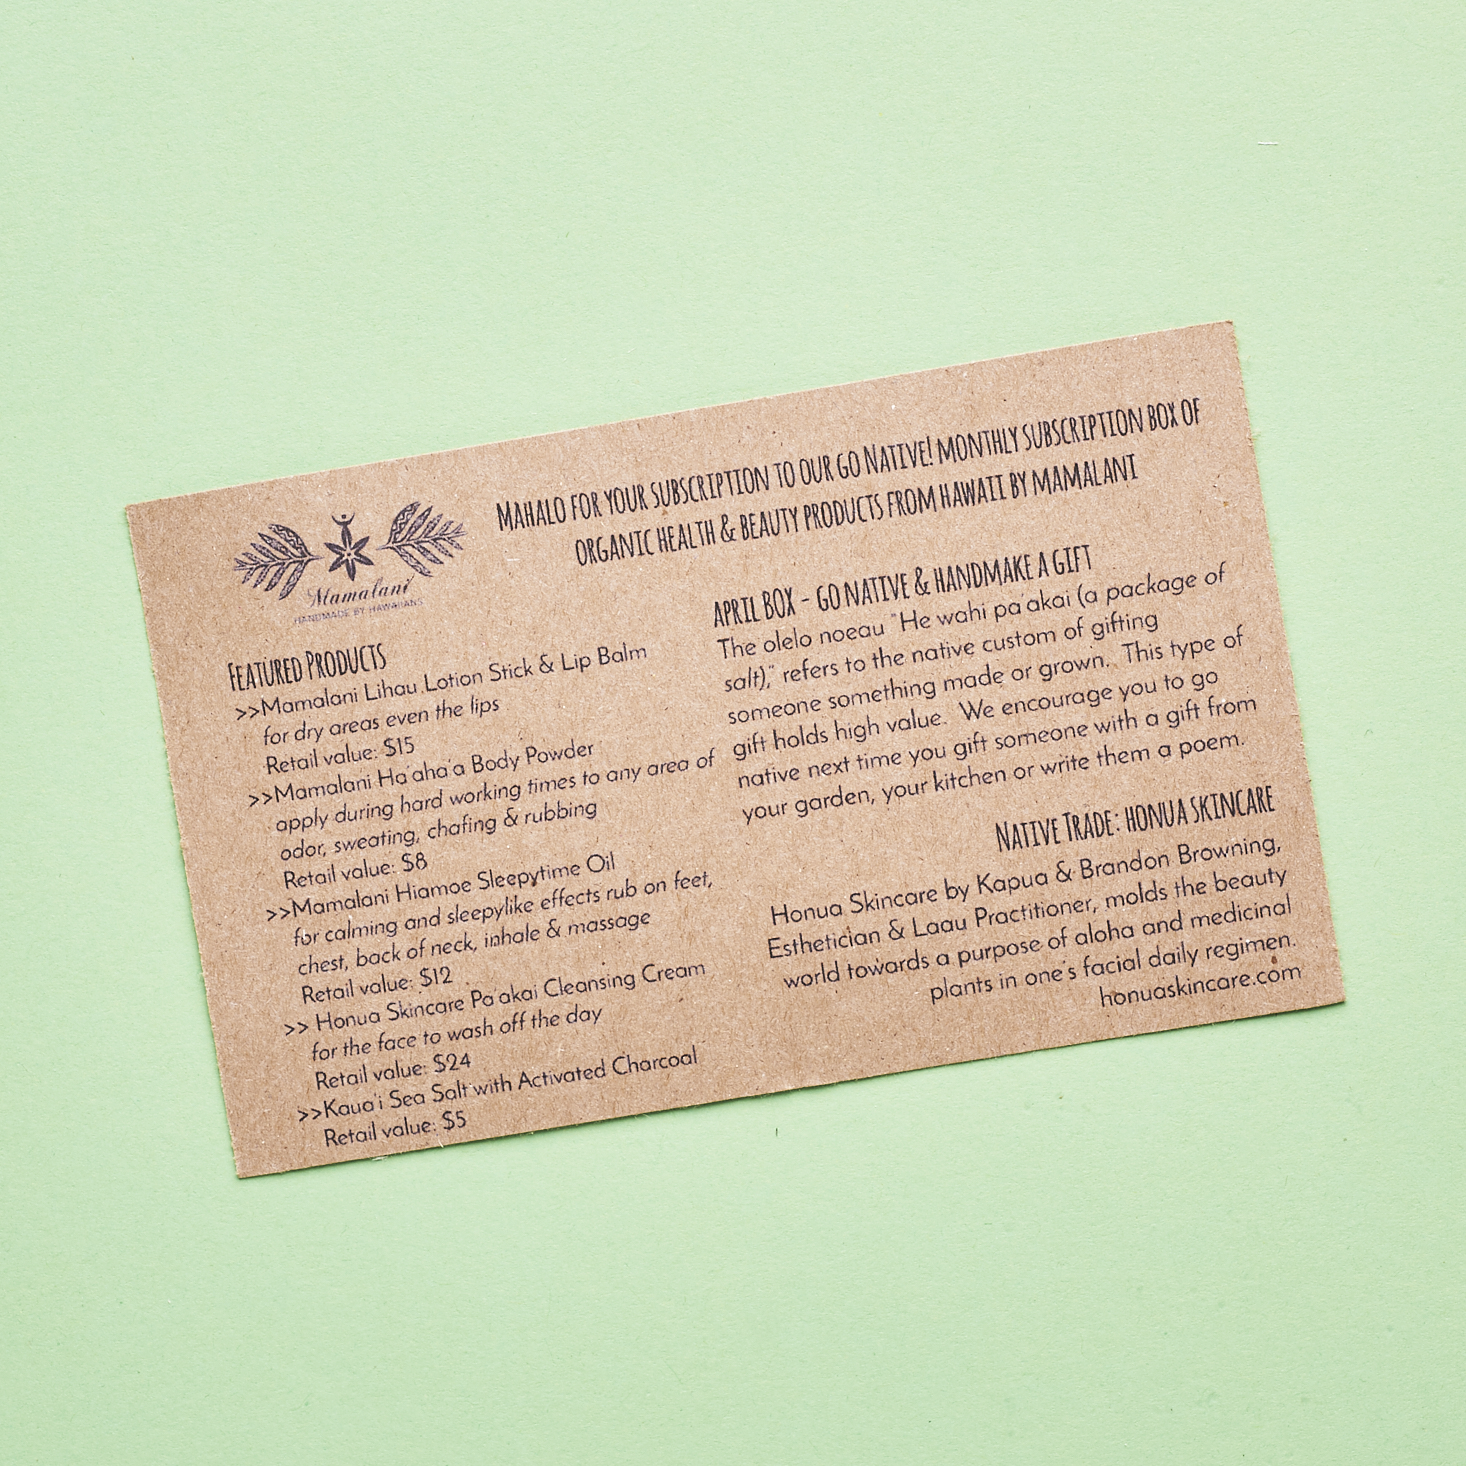 Mamalani
HANDMADE BY HAWAIIANS
MAHALO FOR YOUR SUBSCRIPTION TO OUR GO NATIVE! MONTHLY SUBSCRIPTION BOX OF
ORGANIC HEALTH & BEAUTY PRODUCTS FROM HAWAII BY MAMALANI
FEATURED PRODUCTS
>>Mamalani Lihau Lotion Stick & Lip Balm
for dry areas even the lips
Retail value: $15
>>Mamalani Ha'aha'a Body Powder
apply during hard working times to any area of
odor, sweating, chafing & rubbing
Retail value: $8
>>Mamalani Hiamoe Sleepytime Oil
for calming and sleepylike effects rub on feet,
chest, back of neck, inhale & massage
Retail value: $12
>> Honua Skincare Pa'akai Cleansing Cream
for the face to wash off the day
Retail value: $24
>>Kaua'i Sea Salt with Activated Charcoal
Retail value: $5
APRIL BOX - GO NATIVE & HANDMAKE A GIFT
The olelo noeau "He wahi pa'akai (a package of
salt)," refers to the native custom of gifting
someone something made or grown. This type of
gift holds high value. We encourage you to go
native next time you gift someone with a gift from
your garden, your kitchen or write them a poem.
NATIVE TRADE: HONUA SKINCARE
Honua Skincare by Kapua & Brandon Browning,
Esthetician & Laau Practitioner, molds the beauty
world towards a purpose of aloha and medicinal
plants in one's facial daily regimen.
honuaskincare.com